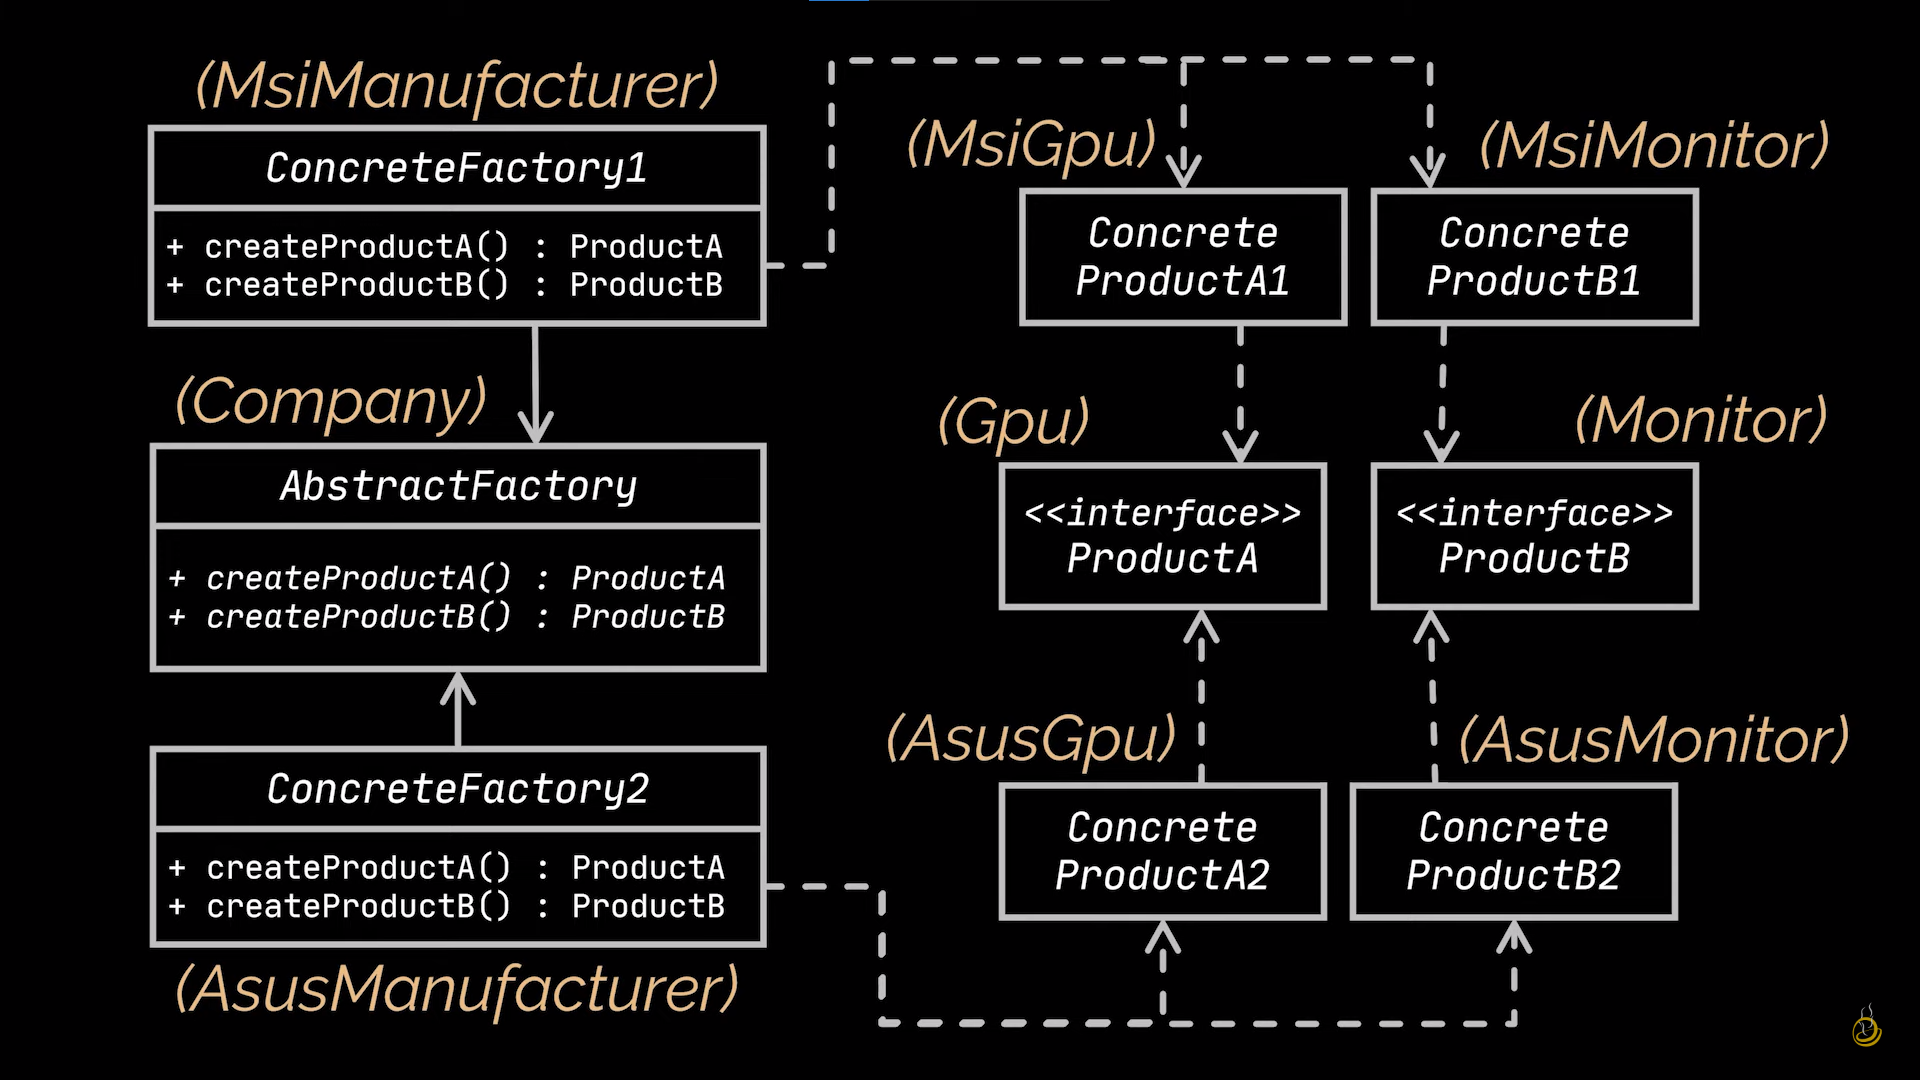 (MsiManufacturer)
ConcreteFactory1
+ createProductA() : ProductA
+ createProductB() : ProductB
(MsiGpu)
Concrete
ProductA1
(MsiMonitor)
Concrete
ProductB1
(Company)
AbstractFactory
+ createProductA() : ProductA
+ createProductB() : ProductB
(Gpu)
<<interface>>
ProductA
(Monitor)
<<interface>>
ProductB
ConcreteFactory2
+ createProductA() : ProductA
+ createProductB() : ProductB
(AsusManufacturer)
(AsusGpu)
Concrete
ProductA2
(AsusMonitor)
Concrete
ProductB2